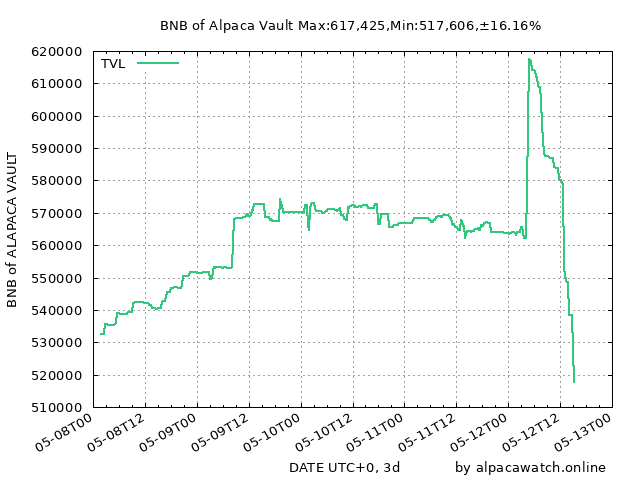 BNB of Alpaca Vault Max:617,425,Min:517,606,±16.16%
TVL
BNB of ALAPACA VAULT
620000
610000
600000
590000
580000
570000
560000
550000
540000
530000
520000
510000
05-08T00
05-08T12
05-09T00
05-09T12
05-10T00
05-10T12
05-11T00
05-11T12
05-12T00
05-12T12
05-13T00
DATE UTC+0, 3d
by alpacawatch.online